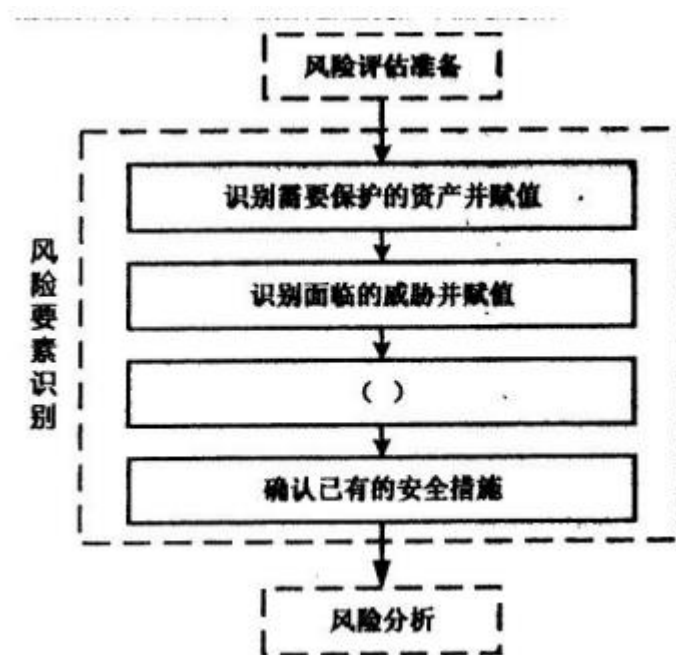 风险评估准备
风险要素识别
识别需要保护的资产并赋值
识别面临的威胁并赋值
（ ）
确认已有的安全措施
风险分析